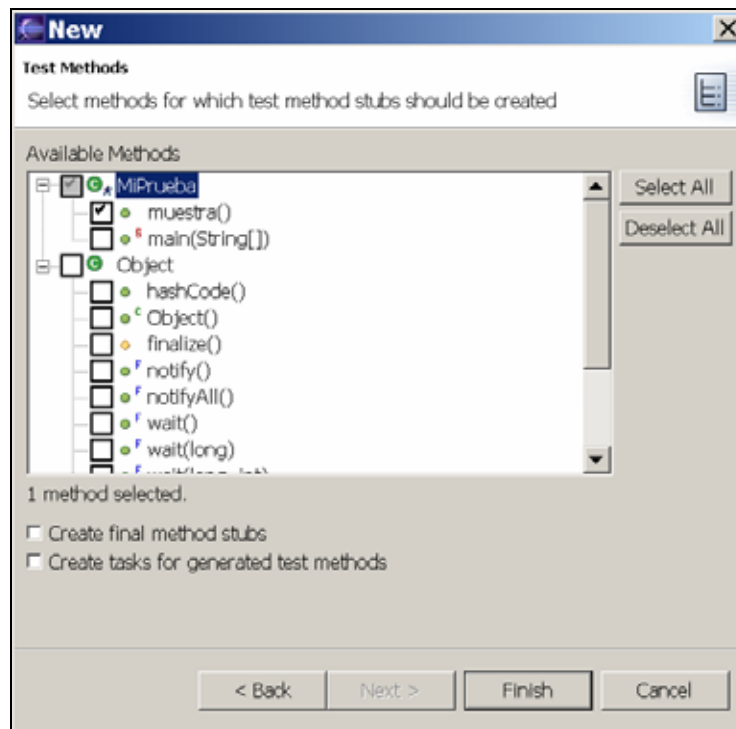 New
Test Methods
Select methods for which test method stubs should be created
Available Methods
MiPrueba
muestra()
main(String[])
Object
hashCode()
Object()
finalize()
notify()
notifyAll()
wait()
wait(long)
Select All
Deselect All
1 method selected.
Create final method stubs
Create tasks for generated test methods
< Back
Next >
Finish
Cancel